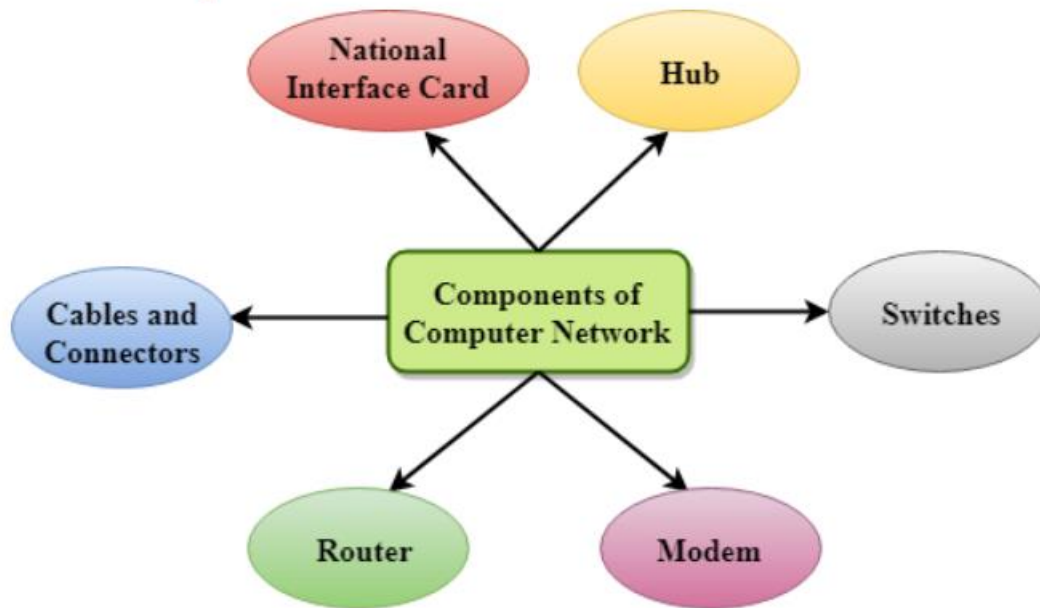 National
Interface Card
Hub
Components of
Computer Network
Cables and
Connectors
Switches
Router
Modem